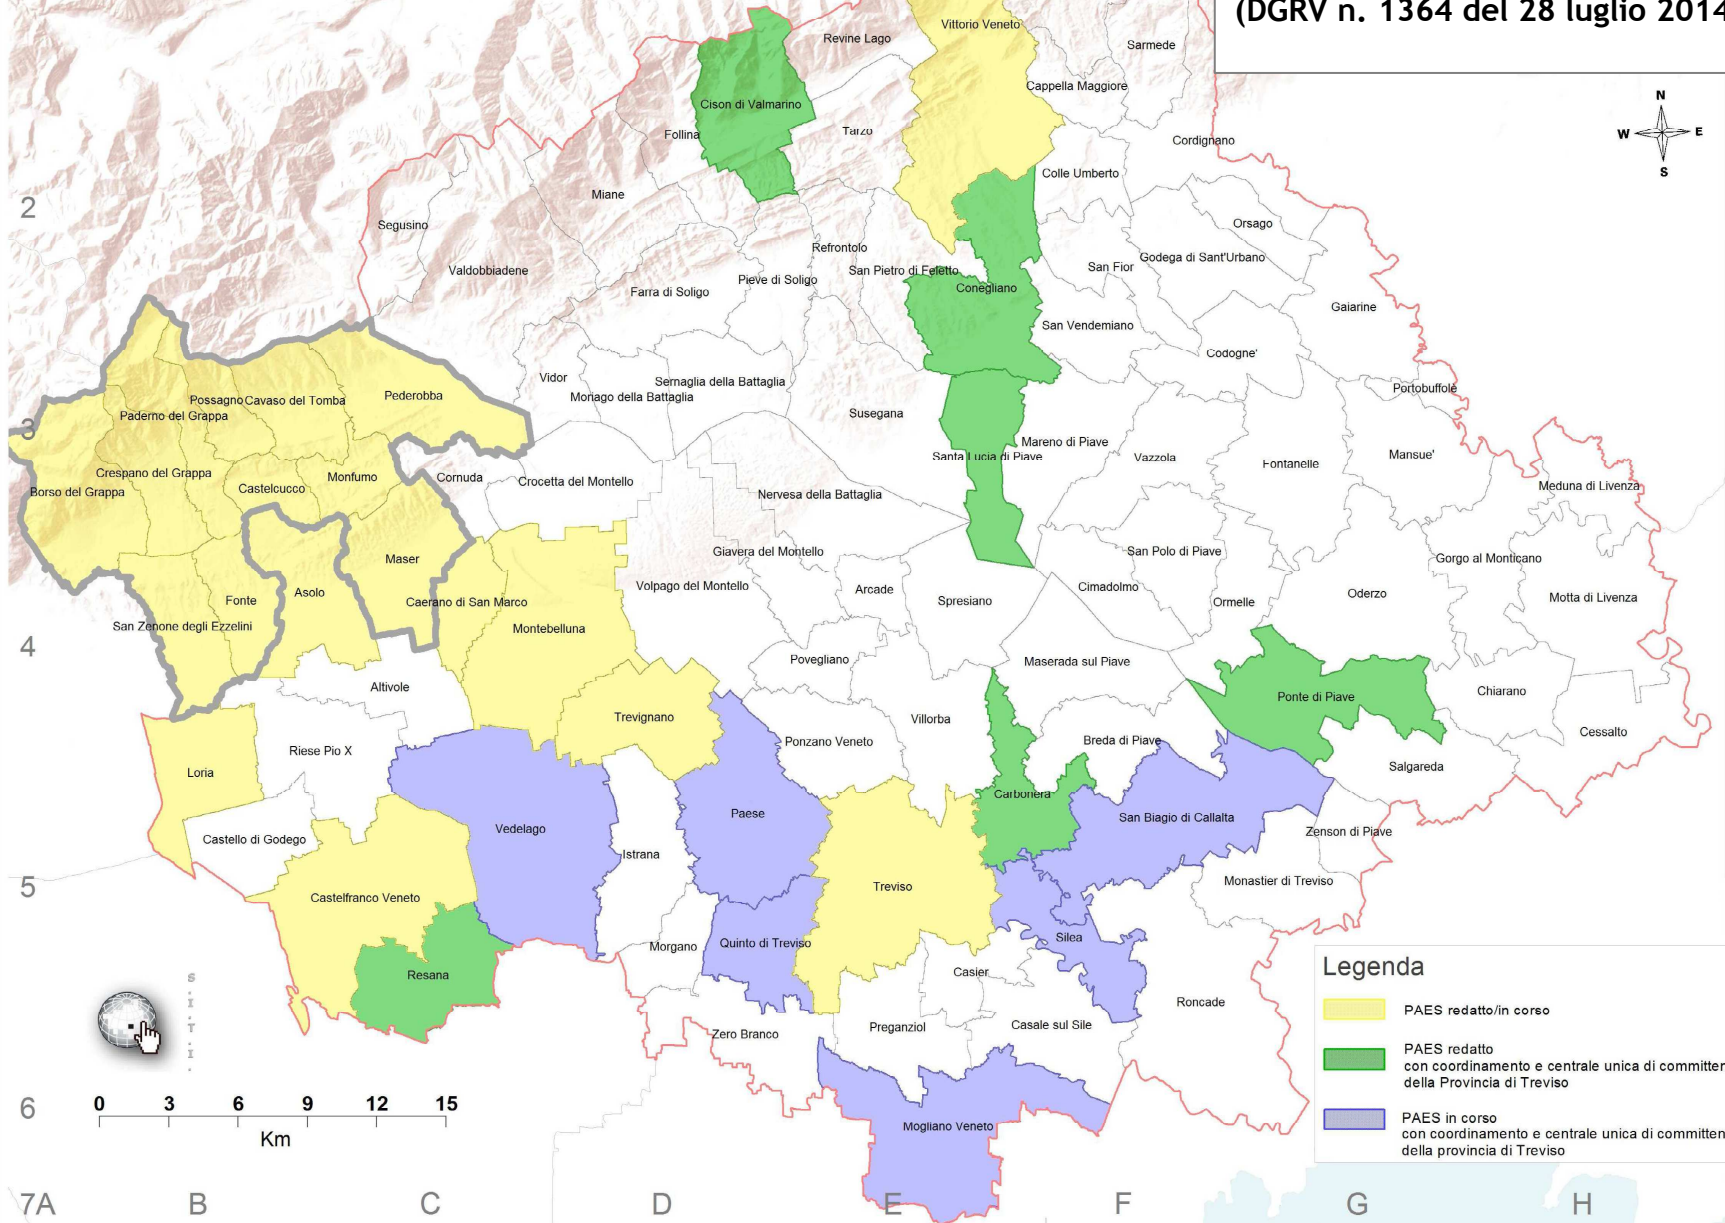 (DGRV n. 1364 del 28 luglio 2014
Vittorio Veneto
Revine Lago
Sarmede
Cappella Maggiore
Cison di Valmarino
N
W E
S
Follina
Tarzo
Cordignano
Colle Umberto
2
Miane
Segusino
Orsago
Refrontolo
Godega di Sant'Urbano
Valdobbiadene
San Pietro di Feletto
San Fior
Pieve di Soligo
Farra di Soligo
Conegliano
Gaiarine
San Vendemiano
Codogne'
Vidor
Sernaglia della Battaglia
Portobuffolè
Pederobba
Moriago della Battaglia
Possagno
Cavaso del Tomba
Paderno del Grappa
Susegana
3
Mareno di Piave
Santa Lucia di Piave
Vazzola
Mansue'
Fontanelle
Crespano del Grappa
Monfumo
Cornuda
Crocetta del Montello
Castelcucco
Borso del Grappa
Nervesa della Battaglia
Meduna di Livenza
Giavera del Montello
San Polo di Piave
Gorgo al Monticano
Maser
Volpago del Montello
Arcade
Cimadolmo
Asolo
Oderzo
Fonte
Caerano di San Marco
Spresiano
Ormelle
Motta di Livenza
San Zenone degli Ezzelini
Montebelluna
4
Povegliano
Maserada sul Piave
Altivole
Ponte di Piave
Chiarano
Trevignano
Villorba
Cessalto
Riese Pio X
Ponzano Veneto
Breda di Piave
Loria
Salgareda
Carbonera
Paese
San Biagio di Callalta
Castello di Godego
Vedelago
Zenson di Piave
Istrana
5
Treviso
Monastier di Treviso
Castelfranco Veneto
Silea
Quinto di Treviso
Morgano
Resana
Casier
Roncade
Casale sul Sile
Preganziol
Zero Branco
S.I.T.I.
6
0 3 6 9 12 15
Km
Mogliano Veneto
Legenda
PAES redatto/in corso
PAES redatto
con coordinamento e centrale unica di committen
della Provincia di Treviso
PAES in corso
con coordinamento e centrale unica di committen
della provincia di Treviso
7A B C D E F G H